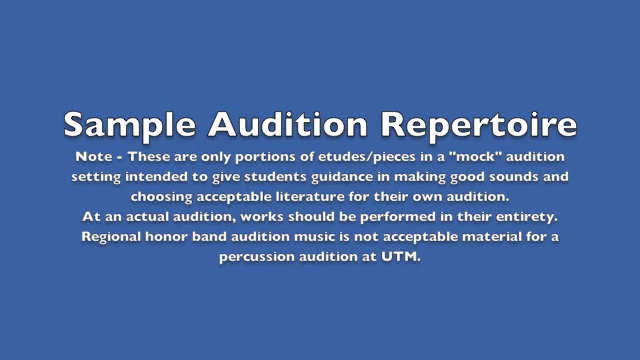 Sample Audition Repertoire
Note - These are only portions of etudes/pieces in a "mock" audition
setting intended to give students guidance in making good sounds and
choosing acceptable literature for their own audition.
At an actual audition, works should be performed in their entirety.
Regional honor band audition music is not acceptable material for a
percussion audition at UTM.